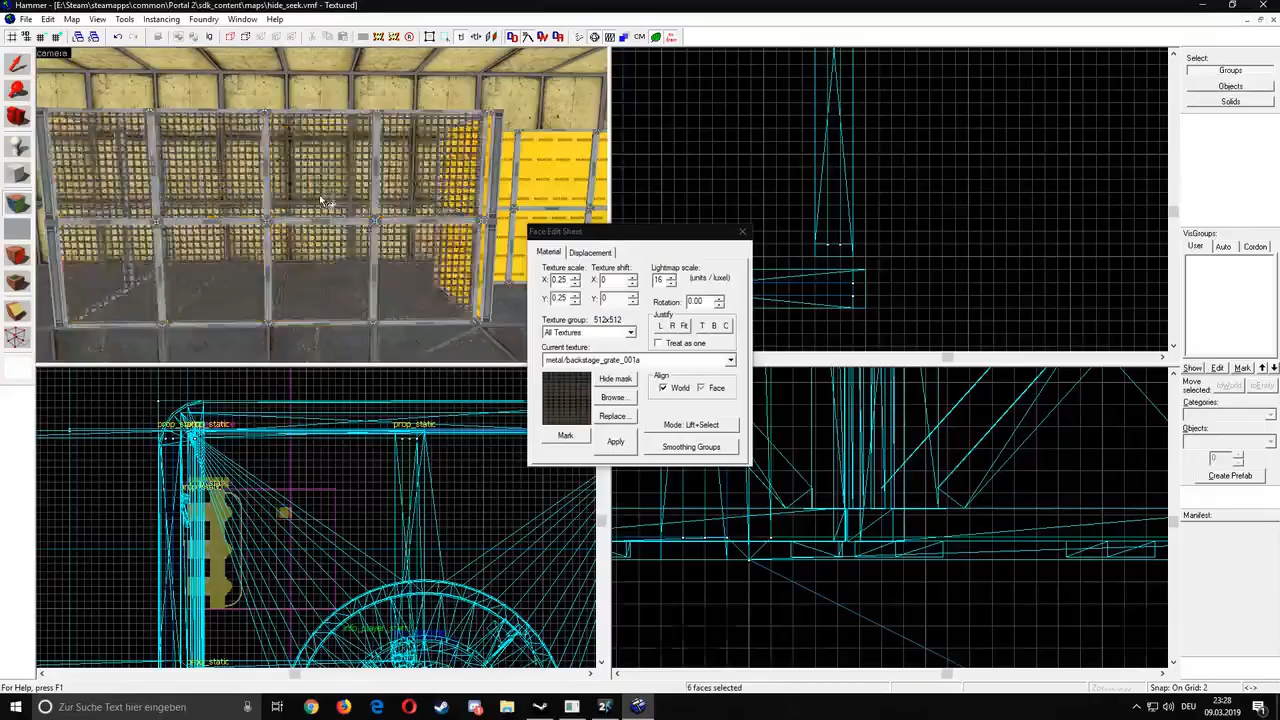 Hammer - [E:\Steam\steamapps\common\Portal 2\sdk_content\maps\hide_seek.vmf - Textured]
File Edit Map View Tools Instancing Foundry Window Help
camera
Face Edit Sheet
Material Displacement
Texture scale: Texture shift: Lightmap scale:
X: 0.25 X: 0 16 (units / luxel)
Y: 0.25 Y: 0 Rotation: 0.00
Texture group: 512x512 Justify
All Textures L R Fit T B C
Current texture: Treat as one
metal/backstage_grate_001a
Hide mask Align
World Face
Browse...
Replace... Mode: Lift+Select
Mark Apply Smoothing Groups
Select:
Groups
Objects
Solids
VisGroups:
User Auto Cordon
Show Edit Mark
Move selected: toWorld toEntity
Categories:
Objects:
0
Create Prefab
Manifest:
prop_static
prop_static
prop_static
For Help, press F1 6 faces selected Snap: On Grid: 2 <->
Zur Suche Text hier eingeben
DEU
23:28
09.03.2019